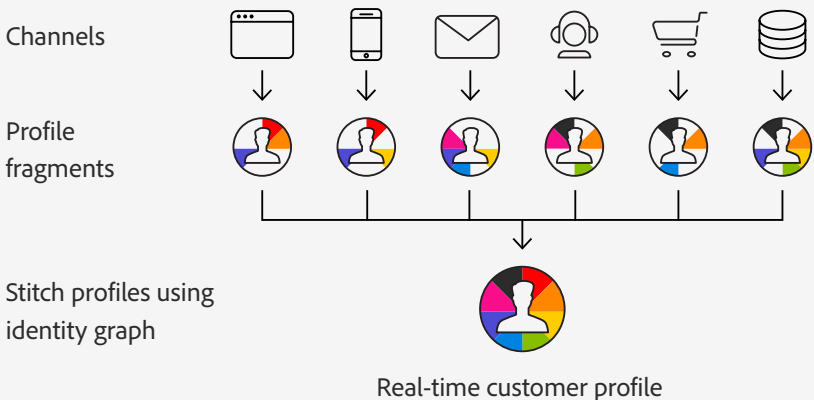 Channels
Profile
fragments
Stitch profiles using
identity graph
Real-time customer profile